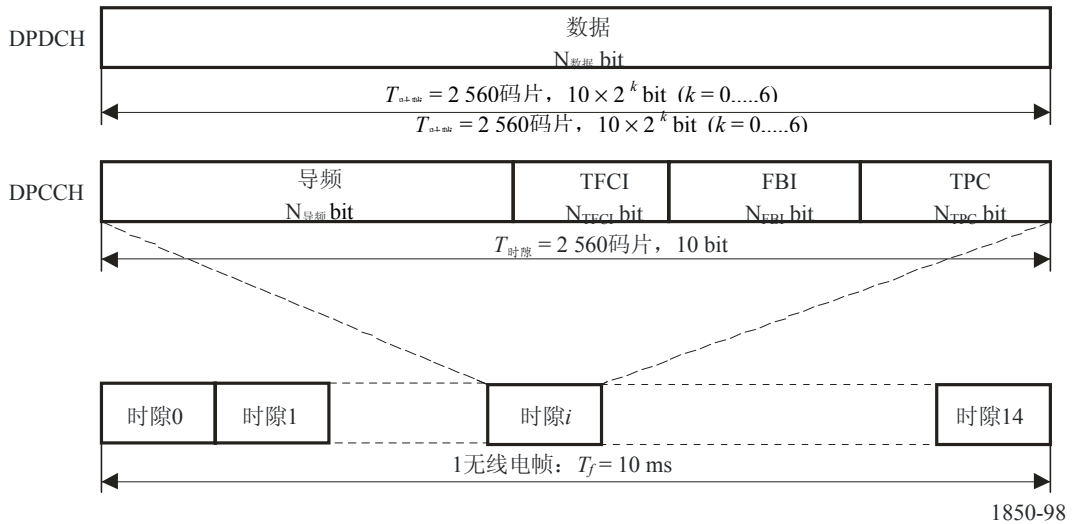 DPDCH
数据
N数据 bit
T时隙 = 2 560码片，10 × 2 k bit (k = 0.....6)
T时隙 = 2 560码片，10 × 2 k bit (k = 0.....6)
DPCCH
导频 TFCI FBI TPC
N导频 bit NTFCI bit NFBI bit NTPC bit
T时隙 = 2 560码片，10 bit
时隙0 时隙1 时隙i 时隙14
1无线电帧：Tf = 10 ms
1850-98